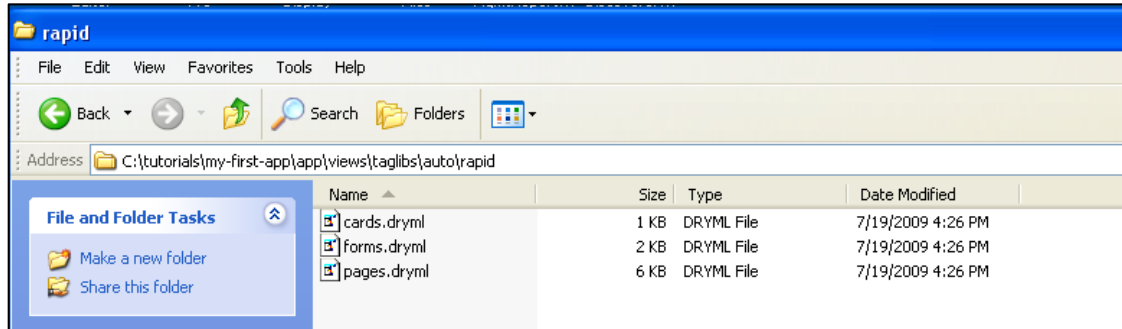 rapid
File Edit View Favorites Tools Help
Back Search Folders
Address C:\tutorials\my-first-app\app\views\taglibs\auto\rapid
File and Folder Tasks
Make a new folder
Share this folder
Name Size Type Date Modified
cards.dryml 1 KB DRYML File 7/19/2009 4:26 PM
forms.dryml 2 KB DRYML File 7/19/2009 4:26 PM
pages.dryml 6 KB DRYML File 7/19/2009 4:26 PM